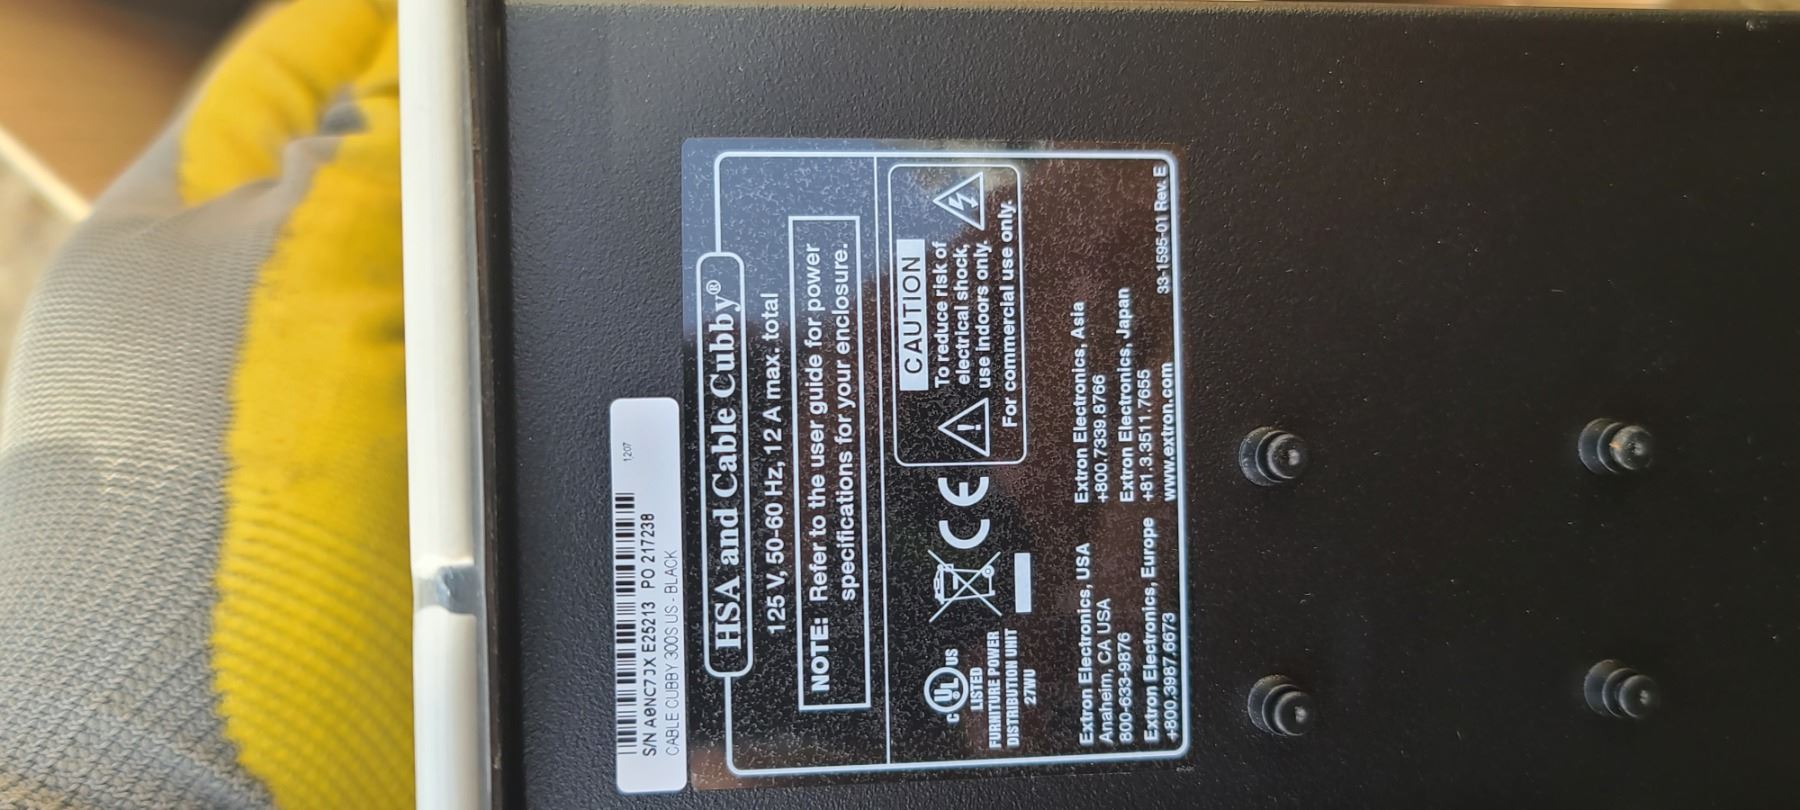 1207
S/N A0NC7JX E25213 PO 217238
CABLE CUBBY 300S US - BLACK
HSA and Cable Cubby®
125 V, 50-60 Hz, 12 A max. total
NOTE: Refer to the user guide for power
specifications for your enclosure.
C UL US
LISTED
FURNITURE POWER
DISTRIBUTION UNIT
27WU
CE
CAUTION
To reduce risk of
electrical shock,
use indoors only.
For commercial use only.
Extron Electronics, USA
Anaheim, CA USA
800-633-9876
Extron Electronics, Europe
+800.3987.6673
Extron Electronics, Asia
+800.7339.8766
Extron Electronics, Japan
+81.3.3511.7655
www.extron.com
33-1595-01 Rev. E